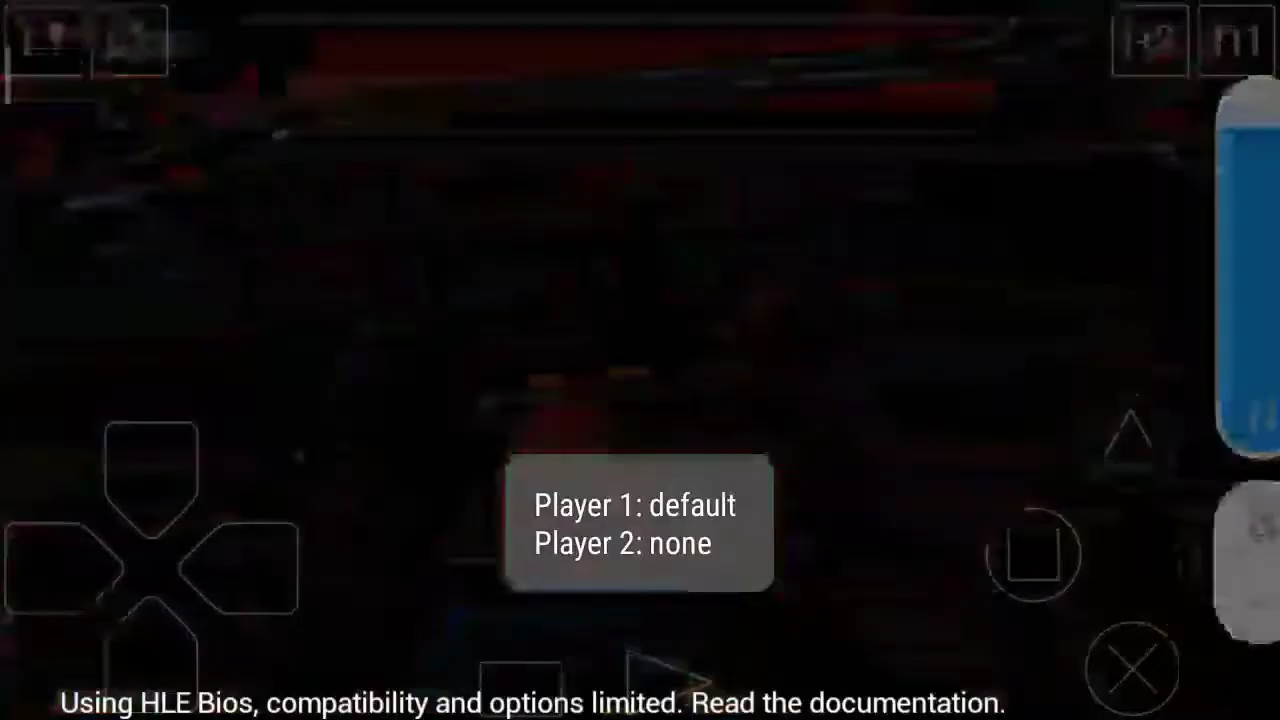 Player 1: default
Player 2: none
Using HLE Bios, compatibility and options limited. Read the documentation.